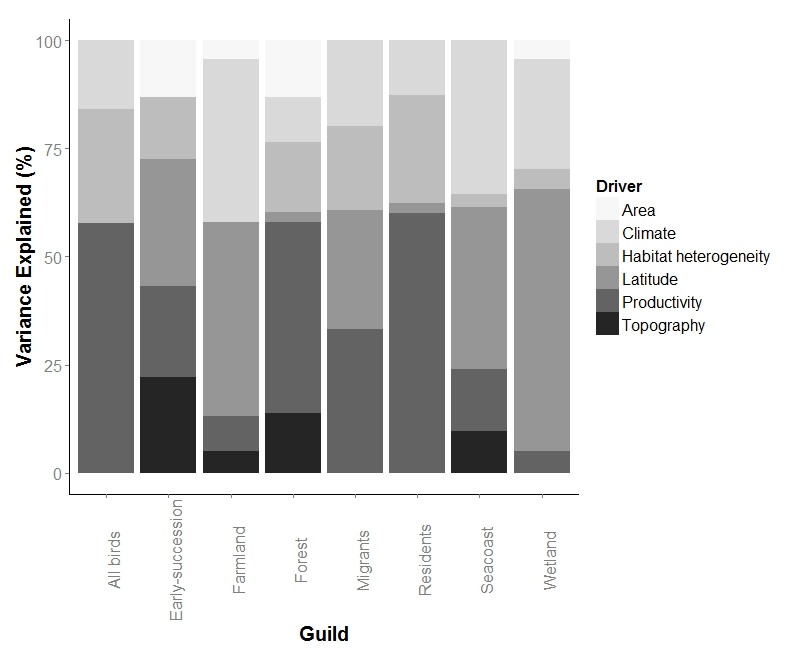 100
75
50
25
0
Variance Explained (%)
All birds
Early-succession
Farmland
Forest
Migrants
Residents
Seacoast
Wetland
Guild
Driver
Area
Climate
Habitat heterogeneity
Latitude
Productivity
Topography